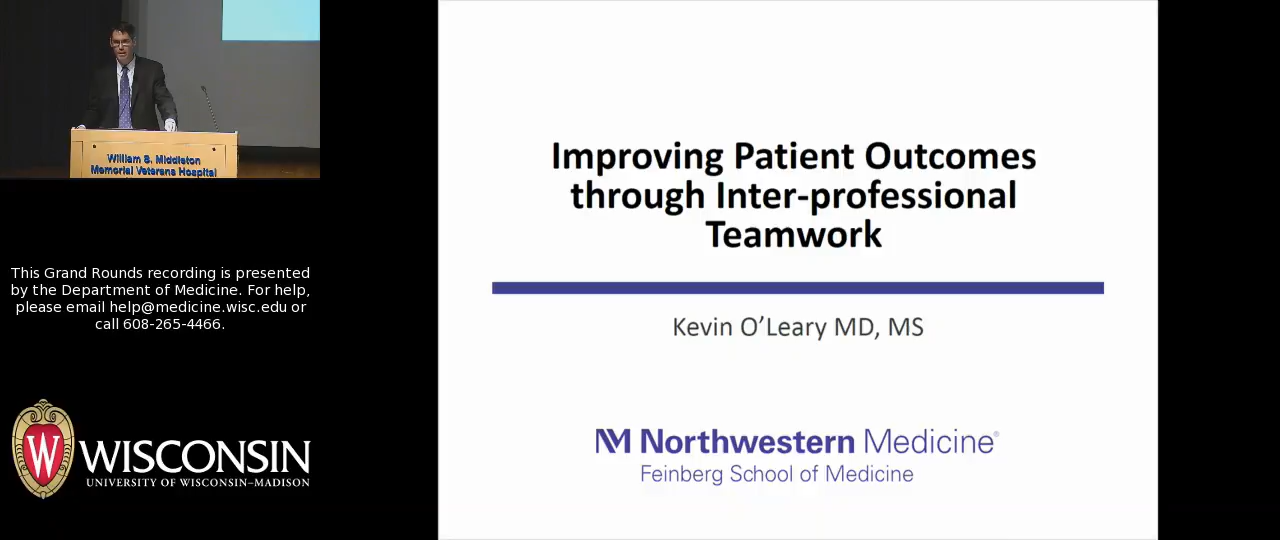 William S. Middleton
Memorial Veterans Hospital
This Grand Rounds recording is presented
by the Department of Medicine. For help,
please email help@medicine.wisc.edu or
call 608-265-4466.
W
WISCONSIN
UNIVERSITY OF WISCONSIN–MADISON
Improving Patient Outcomes
through Inter-professional
Teamwork
Kevin O’Leary MD, MS
NM Northwestern Medicine®
Feinberg School of Medicine